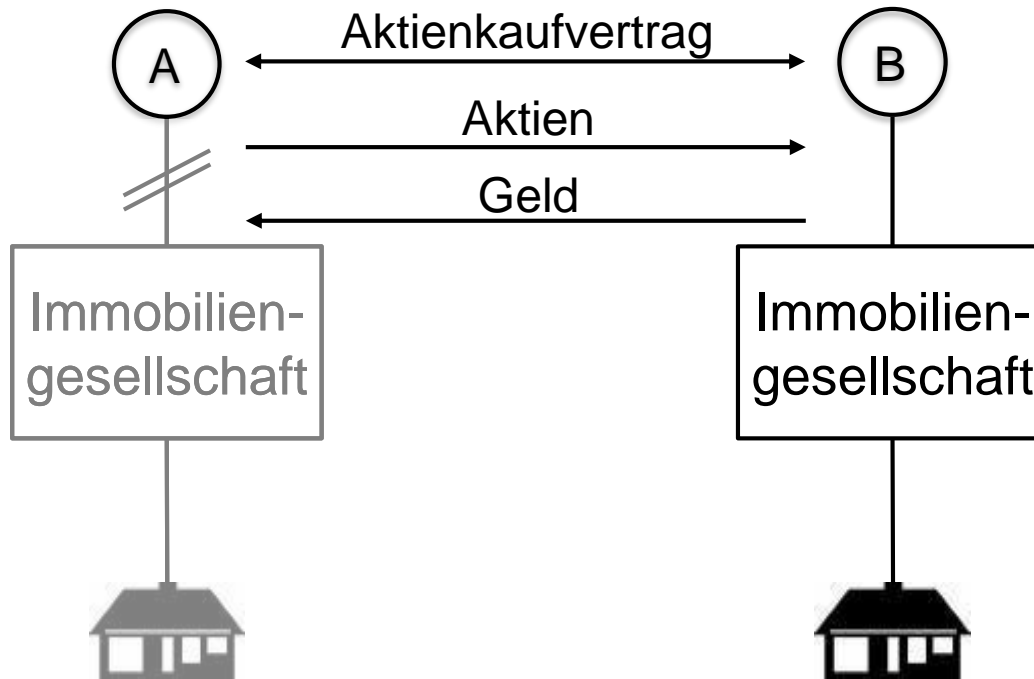 Aktienkaufvertrag
A
B
Aktien
Geld
Immobilien-
gesellschaft
Immobilien-
gesellschaft